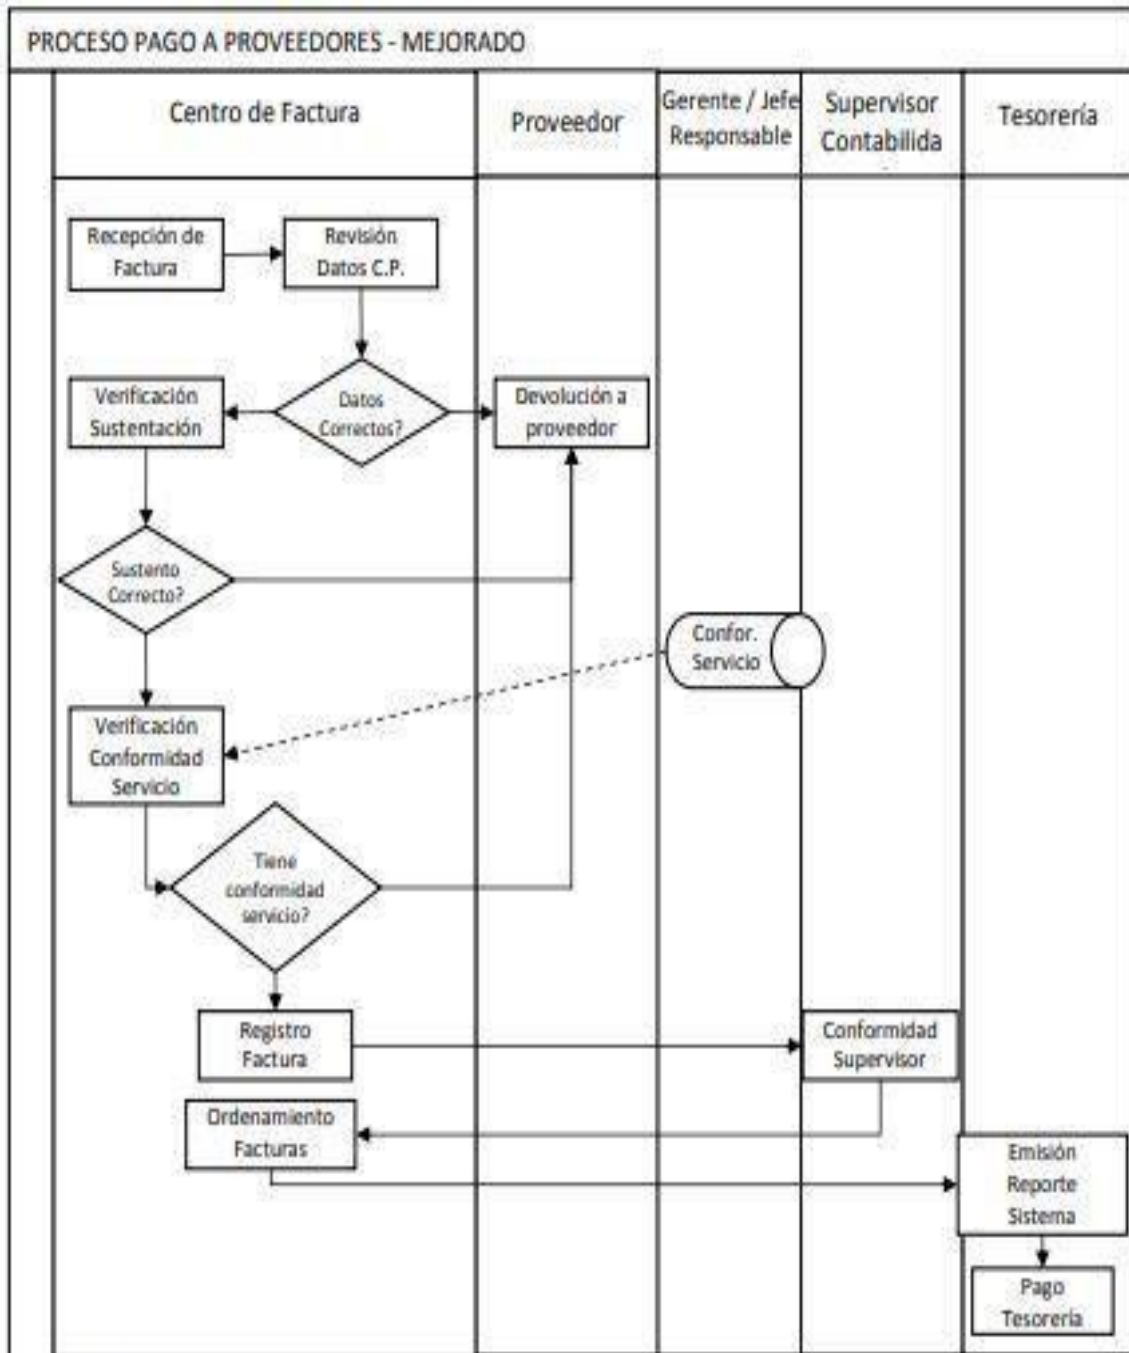 PROCESO PAGO A PROVEEDORES - MEJORADO
Centro de Factura
Proveedor
Gerente / Jefe
Responsable
Supervisor
Contabilida
Tesorería
Recepción de
Factura
Revisión
Datos C.P.
Verificación
Sustentación
Datos
Correctos?
Devolución a
proveedor
Sustento
Correcto?
Confor.
Servicio
Verificación
Conformidad
Servicio
Tiene
conformidad
servicio?
Registro
Factura
Conformidad
Supervisor
Ordenamiento
Facturas
Emisión
Reporte
Sistema
Pago
Tesorería